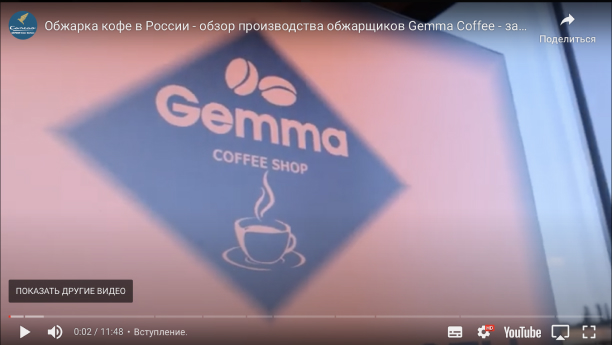 Обжарка кофе в России - обзор производства обжарщиков Gemma Coffee - за...
Поделиться
Gemma
COFFEE SHOP
ПОКАЗАТЬ ДРУГИЕ ВИДЕО
0:02 / 11:48 • Вступление.
HD
YouTube